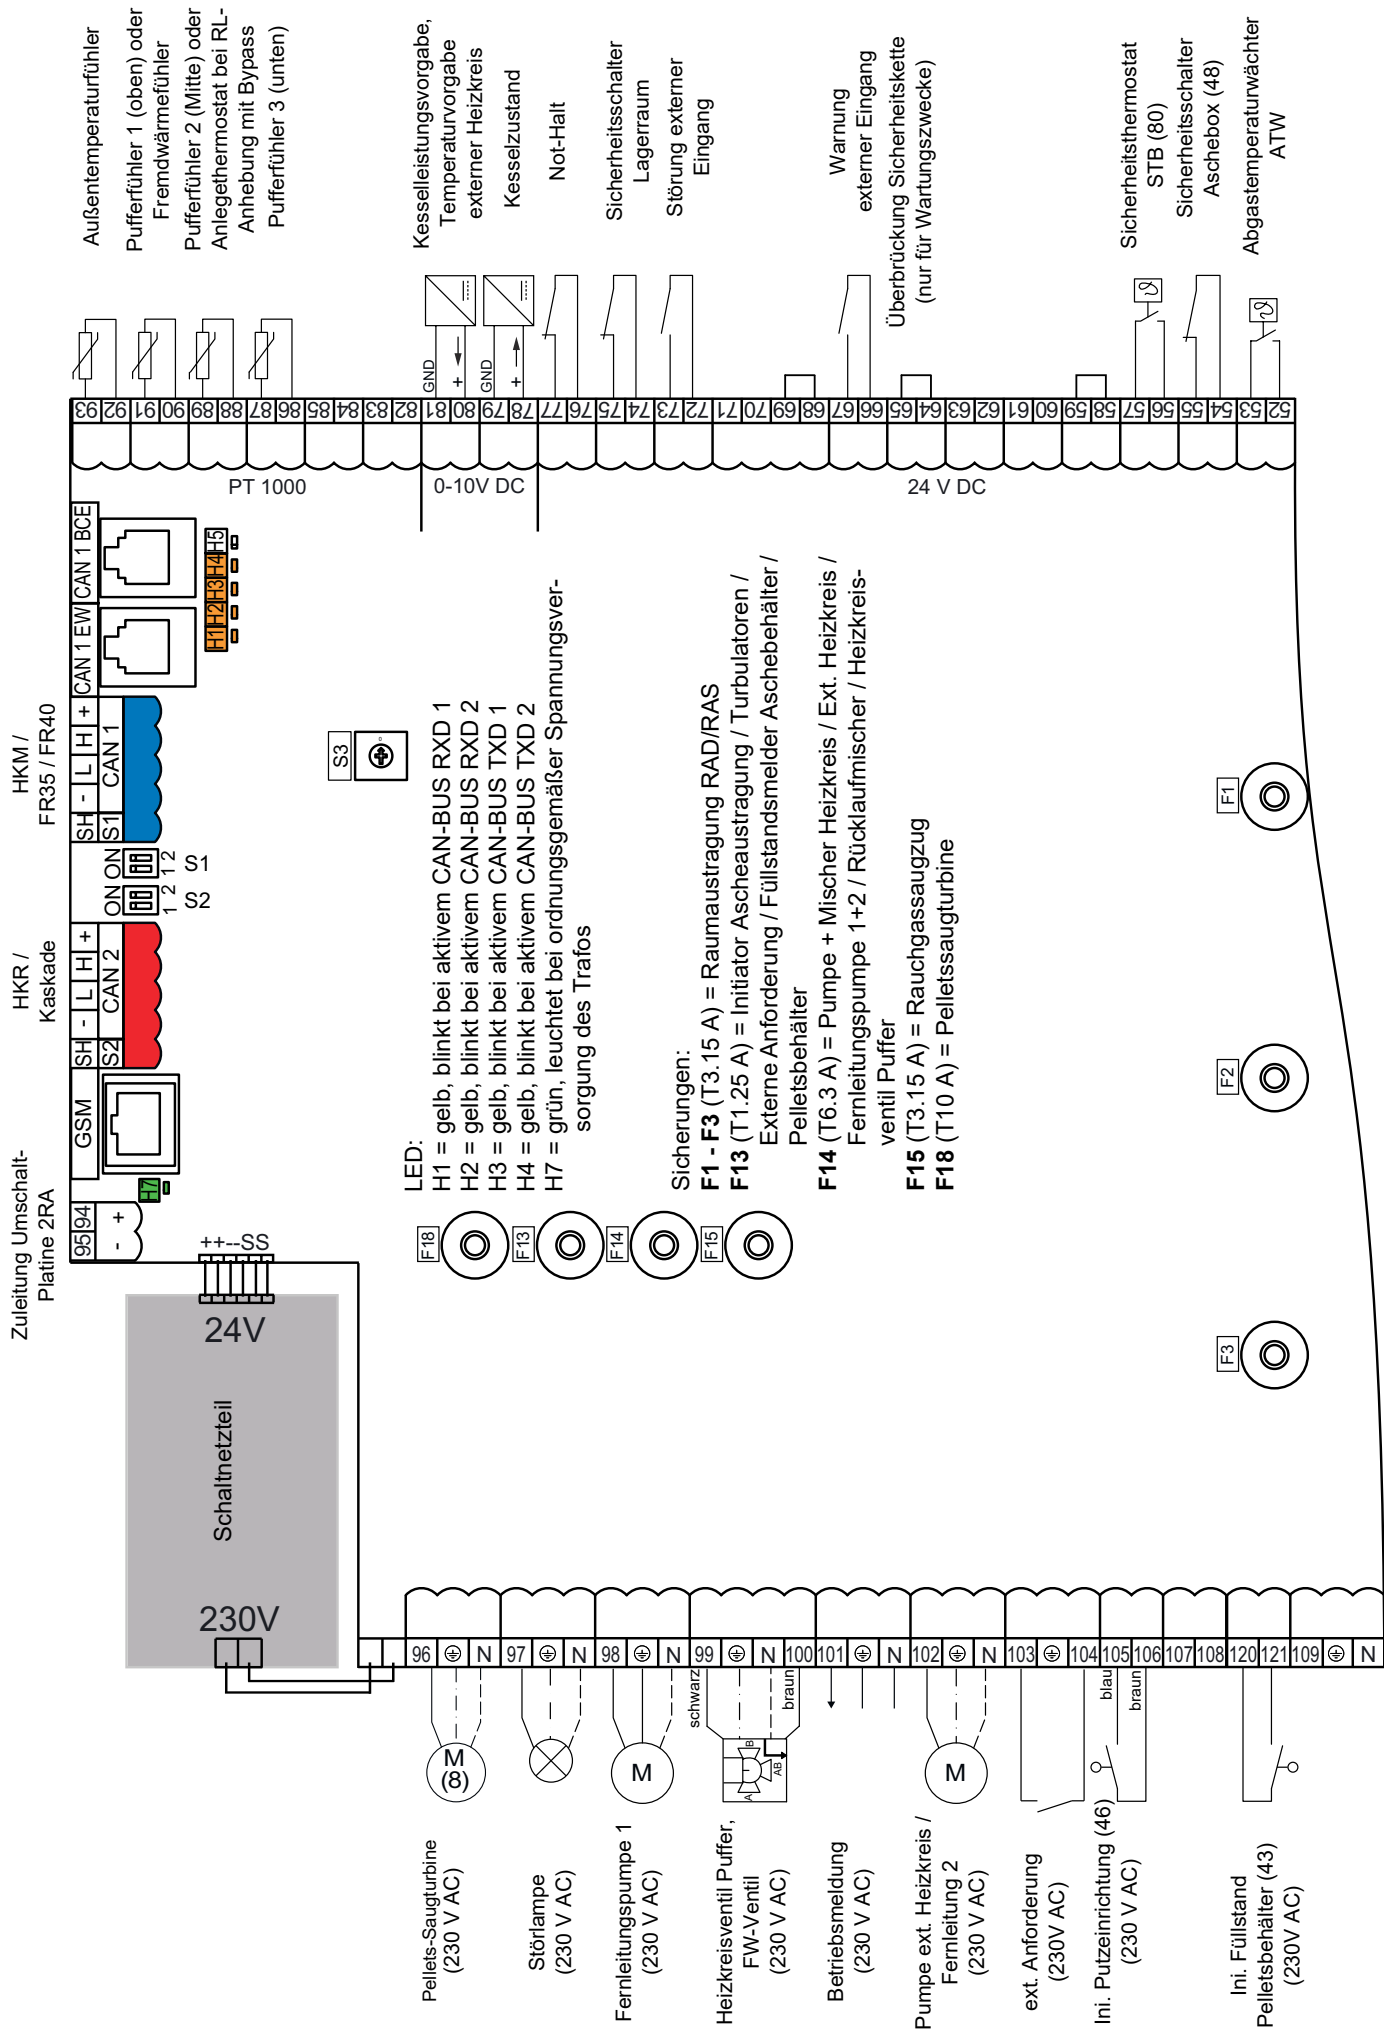 Zuleitung Umschalt-
Platine 2RA
HKR /
Kaskade
HKM /
FR35 / FR40
95 94
- +
GSM
H7
SH - L H +
S2 CAN 2
ON ON
1 2 1 2
S2 S1
SH - L H +
S1 CAN 1
CAN 1 EW
CAN 1 BCE
H1 H2 H3 H4 H5
S3
Schaltnetzteil
230V
24V
++--SS
LED:
H1 = gelb, blinkt bei aktivem CAN-BUS RXD 1
H2 = gelb, blinkt bei aktivem CAN-BUS RXD 2
H3 = gelb, blinkt bei aktivem CAN-BUS TXD 1
H4 = gelb, blinkt bei aktivem CAN-BUS TXD 2
H7 = grün, leuchtet bei ordnungsgemäßer Spannungsver-
sorgung des Trafos
Sicherungen:
F1 - F3 (T3.15 A) = Raumaustragung RAD/RAS
F13 (T1.25 A) = Initiator Ascheaustragung / Turbulatoren /
Externe Anforderung / Füllstandsmelder Aschebehälter /
Pelletsbehälter
F14 (T6.3 A) = Pumpe + Mischer Heizkreis / Ext. Heizkreis /
Fernleitungspumpe 1+2 / Rücklaufmischer / Heizkreis-
ventil Puffer
F15 (T3.15 A) = Rauchgassaugzug
F18 (T10 A) = Pelletssaugturbine
F18
F13
F14
F15
F3
F2
F1
PT 1000
0-10V DC
24 V DC
93 92 91 90 89 88 87 86 85 84 83 82 81 80 79 78 77 76 75 74 73 72 71 70 69 68 67 66 65 64 63 62 61 60 59 58 57 56 55 54 53 52
GND
+
GND
+
Außentemperaturfühler
Pufferfühler 1 (oben) oder
Fremdwärmefühler
Pufferfühler 2 (Mitte) oder
Anlegethermostat bei RL-
Anhebung mit Bypass
Pufferfühler 3 (unten)
Kesselleistungsvorgabe,
Temperaturvorgabe
externer Heizkreis
Kesselzustand
Not-Halt
Sicherheitsschalter
Lagerraum
Störung externer
Eingang
Warnung
externer Eingang
Überbrückung Sicherheitskette
(nur für Wartungszwecke)
Sicherheitsthermostat
STB (80)
Sicherheitsschalter
Aschebox (48)
Abgastemperaturwächter
ATW
ϑ
ϑ
96 N 97 N 98 N 99 N 100 101 N 102 N 103 104 105 106 107 108 120 121 109 N
schwarz
braun
blau
braun
M
(8)
M
A
B
AB
M
Pellets-Saugturbine
(230 V AC)
Störlampe
(230 V AC)
Fernleitungspumpe 1
(230 V AC)
Heizkreisventil Puffer,
FW-Ventil
(230 V AC)
Betriebsmeldung
(230 V AC)
Pumpe ext. Heizkreis /
Fernleitung 2
(230 V AC)
ext. Anforderung
(230V AC)
Ini. Putzeinrichtung (46)
(230 V AC)
Ini. Füllstand
Pelletsbehälter (43)
(230V AC)